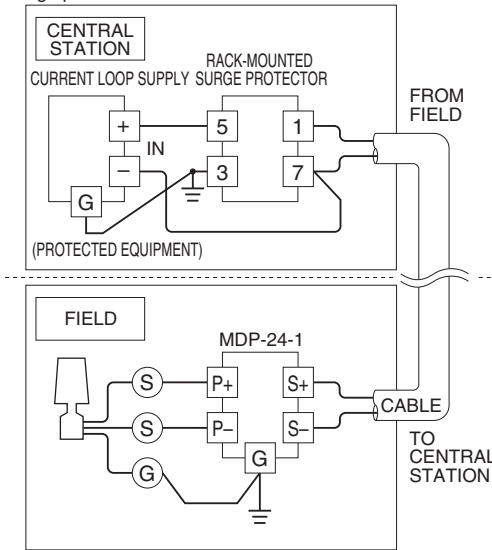 CENTRAL
STATION
RACK-MOUNTED
CURRENT LOOP SUPPLY SURGE PROTECTOR
FROM
FIELD
+ 5 1
IN
– 3 7
G
(PROTECTED EQUIPMENT)
FIELD
MDP-24-1
S P+ S+
CABLE
S P– S–
G G
TO
CENTRAL
STATION